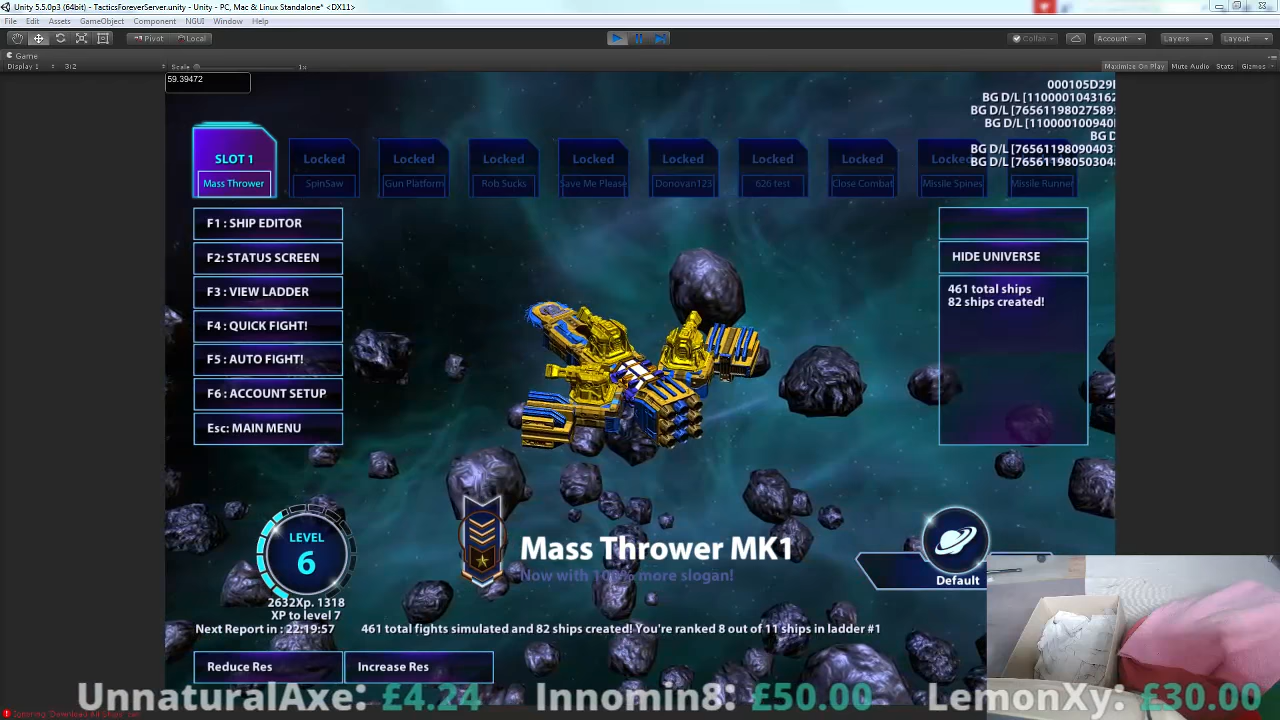 Unity 5.5.0p3 (64bit) - TacticsForeverServer.unity - Unity - PC, Mac & Linux Standalone* <DX11>
File Edit Assets GameObject Component NGUI Window Help
Pivot Local Collab Account Layers Layout
Game
Display 1 3:2 Scale 1x Maximize On Play Mute Audio Stats Gizmos
59.39472
000105D29
BG D/L [1100001043162
BG D/L [76561198027589
BG D/L [110000100940
BG D
BG D/L [76561198090403
BG D/L [76561198050304
SLOT 1 Locked Locked Locked Locked Locked Locked Locked Locked
Mass Thrower SpinSaw Gun Platform Rob Sucks Save Me Please Donovan123 626 test Close Combat Missile Spines Missile Runner
F1 : SHIP EDITOR
F2: STATUS SCREEN
F3 : VIEW LADDER
F4 : QUICK FIGHT!
F5 : AUTO FIGHT!
F6 : ACCOUNT SETUP
Esc: MAIN MENU
HIDE UNIVERSE
461 total ships
82 ships created!
LEVEL
6
2632Xp. 1318
XP to level 7
Next Report in : 22:19:57
Mass Thrower MK1
Now with 100% more slogan!
Default
461 total fights simulated and 82 ships created! You're ranked 8 out of 11 ships in ladder #1
Reduce Res Increase Res
UnnaturalAxe: £4.24 Innomin8: £50.00 LemonXy: £30.00